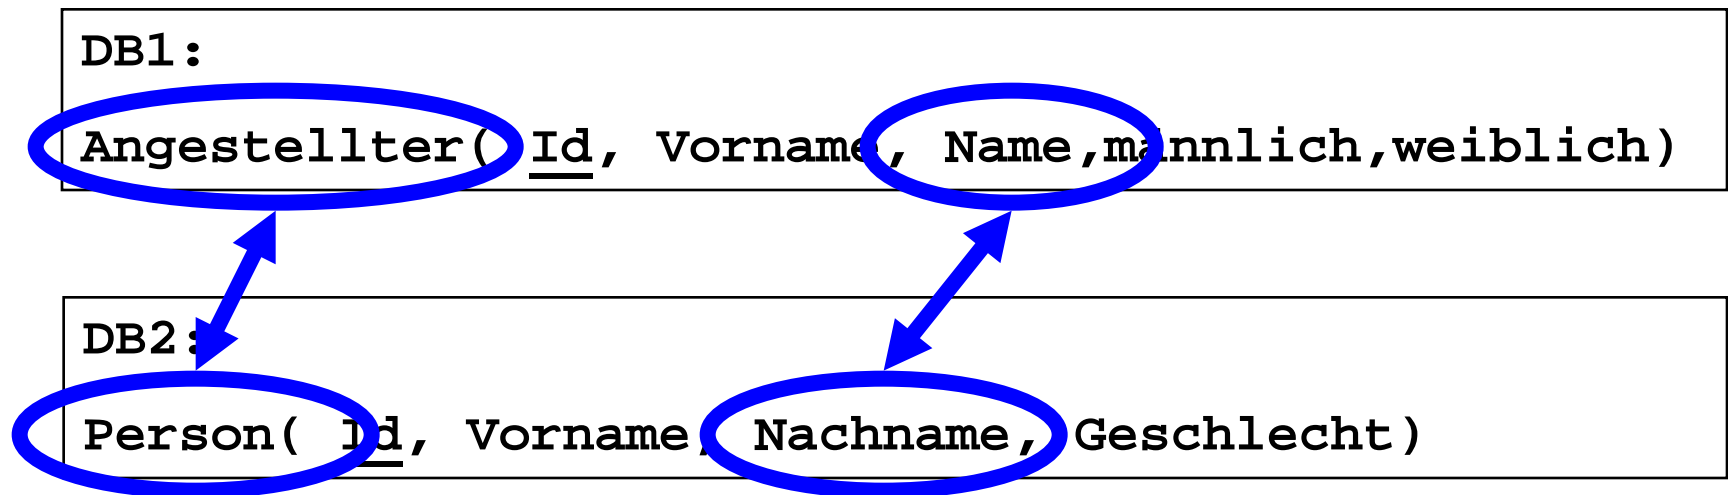 DB1:
Angestellter( Id, Vorname, Name,männlich,weiblich)
DB2:
Person( Id, Vorname, Nachname, Geschlecht)